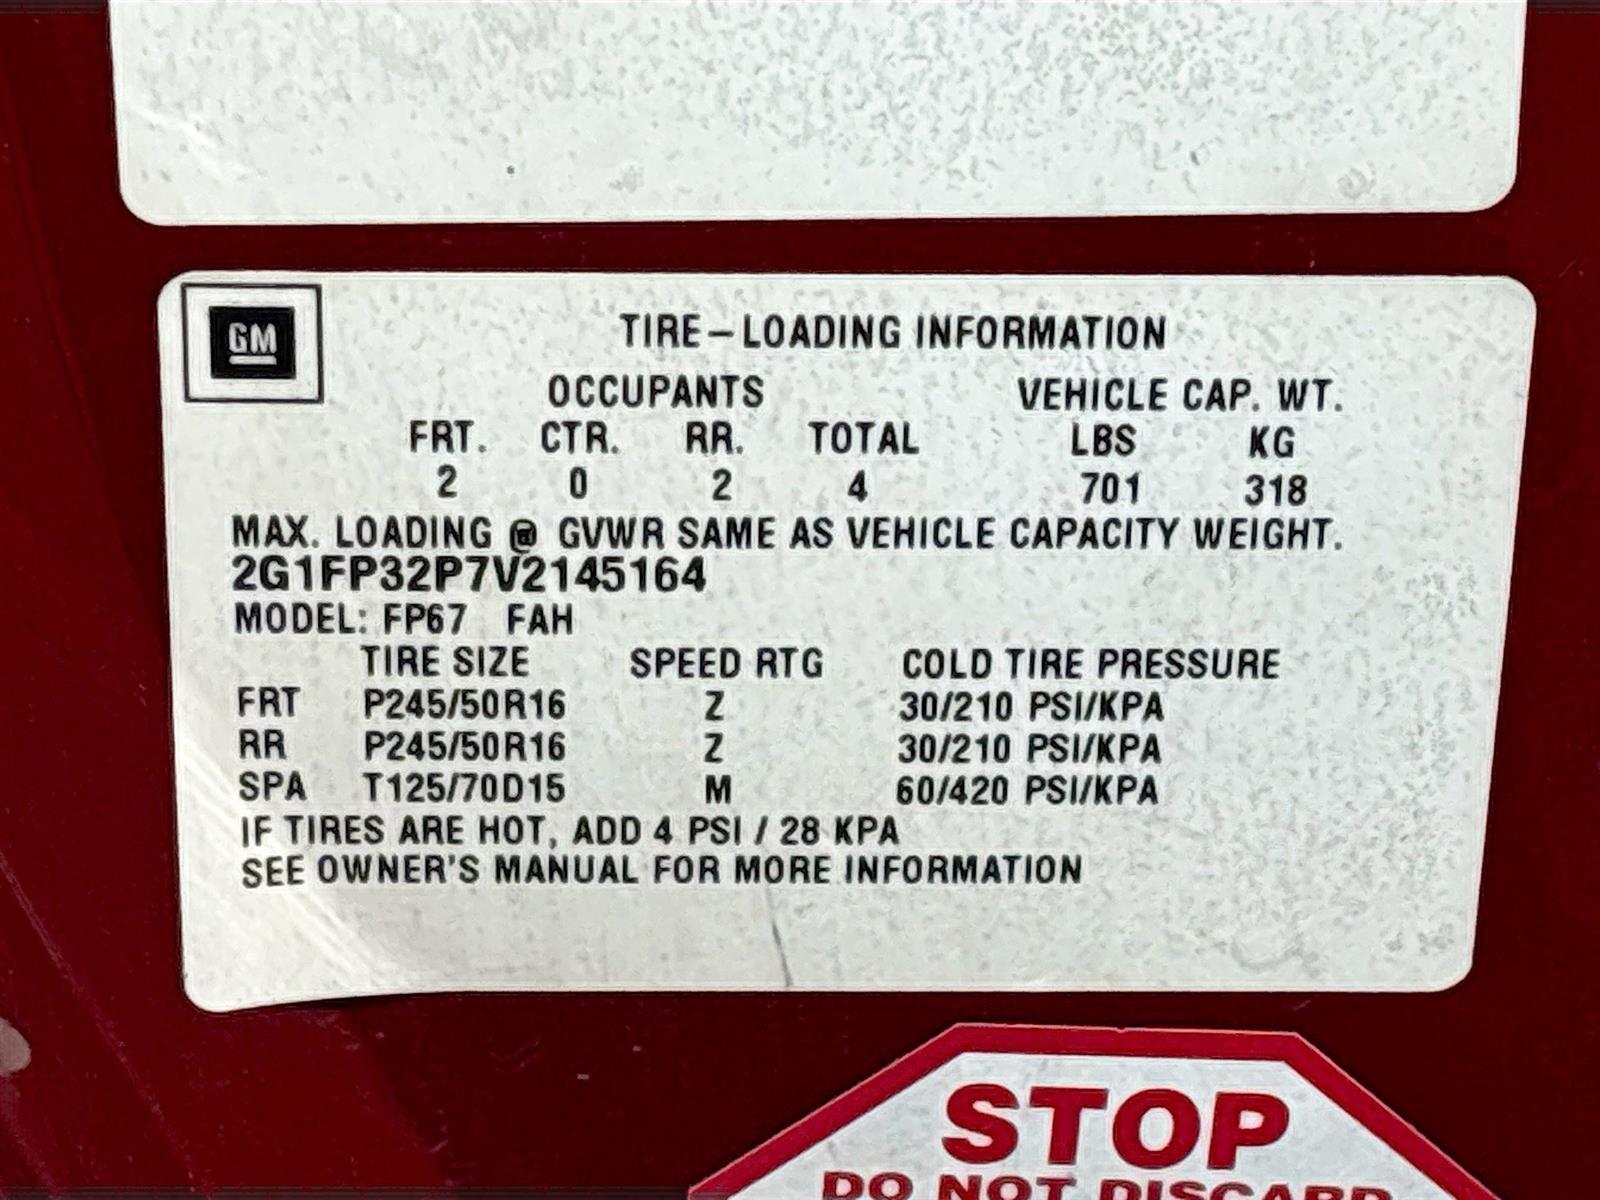 GM
TIRE-LOADING INFORMATION
OCCUPANTS VEHICLE CAP. WT.
FRT. CTR. RR. TOTAL LBS KG
2 0 2 4 701 318
MAX. LOADING @ GVWR SAME AS VEHICLE CAPACITY WEIGHT.
2G1FP32P7V2145164
MODEL: FP67 FAH
TIRE SIZE SPEED RTG COLD TIRE PRESSURE
FRT P245/50R16 Z 30/210 PSI/KPA
RR P245/50R16 Z 30/210 PSI/KPA
SPA T125/70D15 M 60/420 PSI/KPA
IF TIRES ARE HOT, ADD 4 PSI / 28 KPA
SEE OWNER'S MANUAL FOR MORE INFORMATION
STOP
DO NOT DISCARD